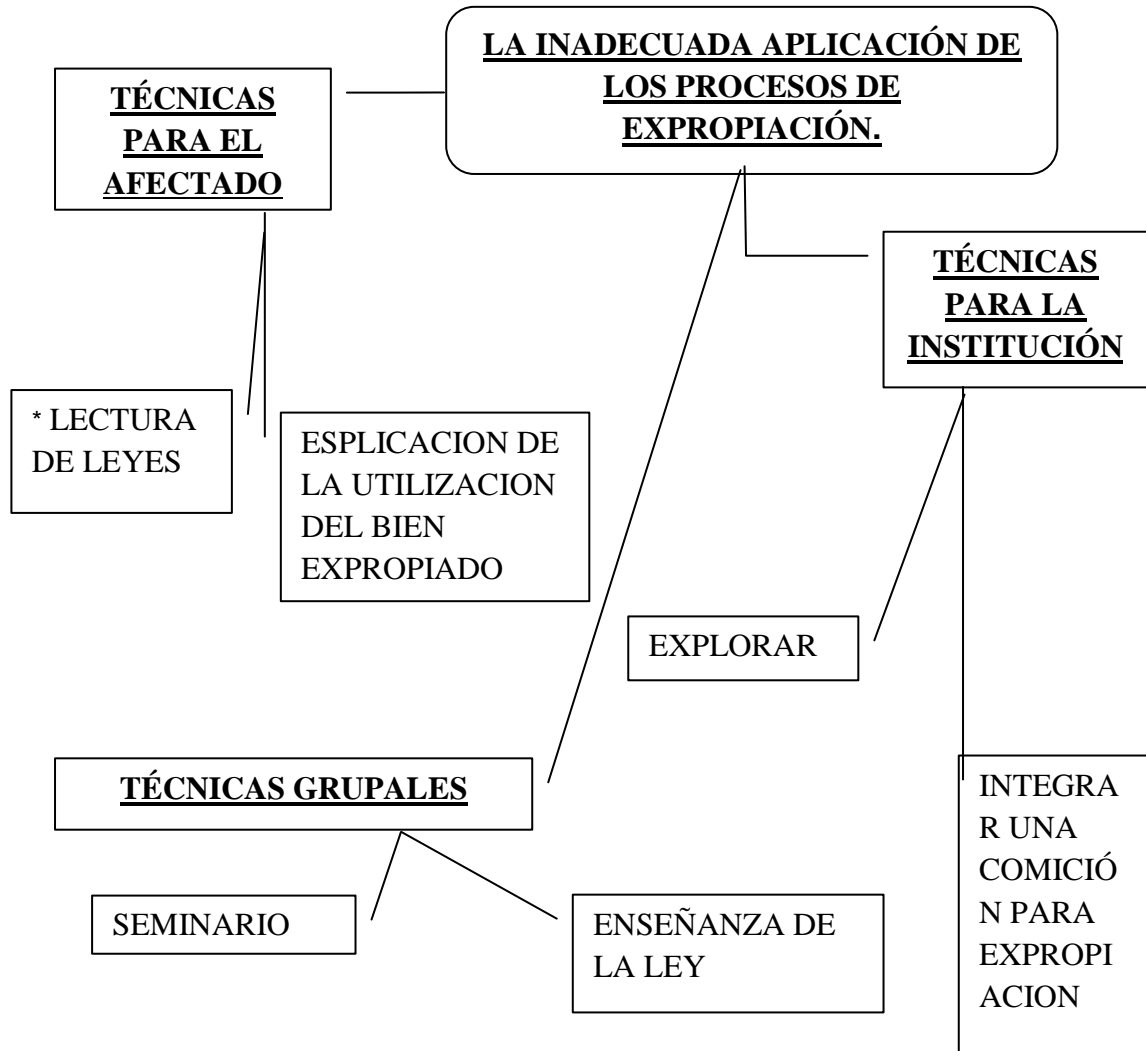 LA INADECUADA APLICACIÓN DE
LOS PROCESOS DE
EXPROPIACIÓN.
TÉCNICAS
PARA EL
AFECTADO
TÉCNICAS
PARA LA
INSTITUCIÓN
* LECTURA
DE LEYES
ESPLICACION DE
LA UTILIZACION
DEL BIEN
EXPROPIADO
EXPLORAR
TÉCNICAS GRUPALES
INTEGRA
R UNA
COMICIÓ
N PARA
EXPROPI
ACION
SEMINARIO
ENSEÑANZA DE
LA LEY